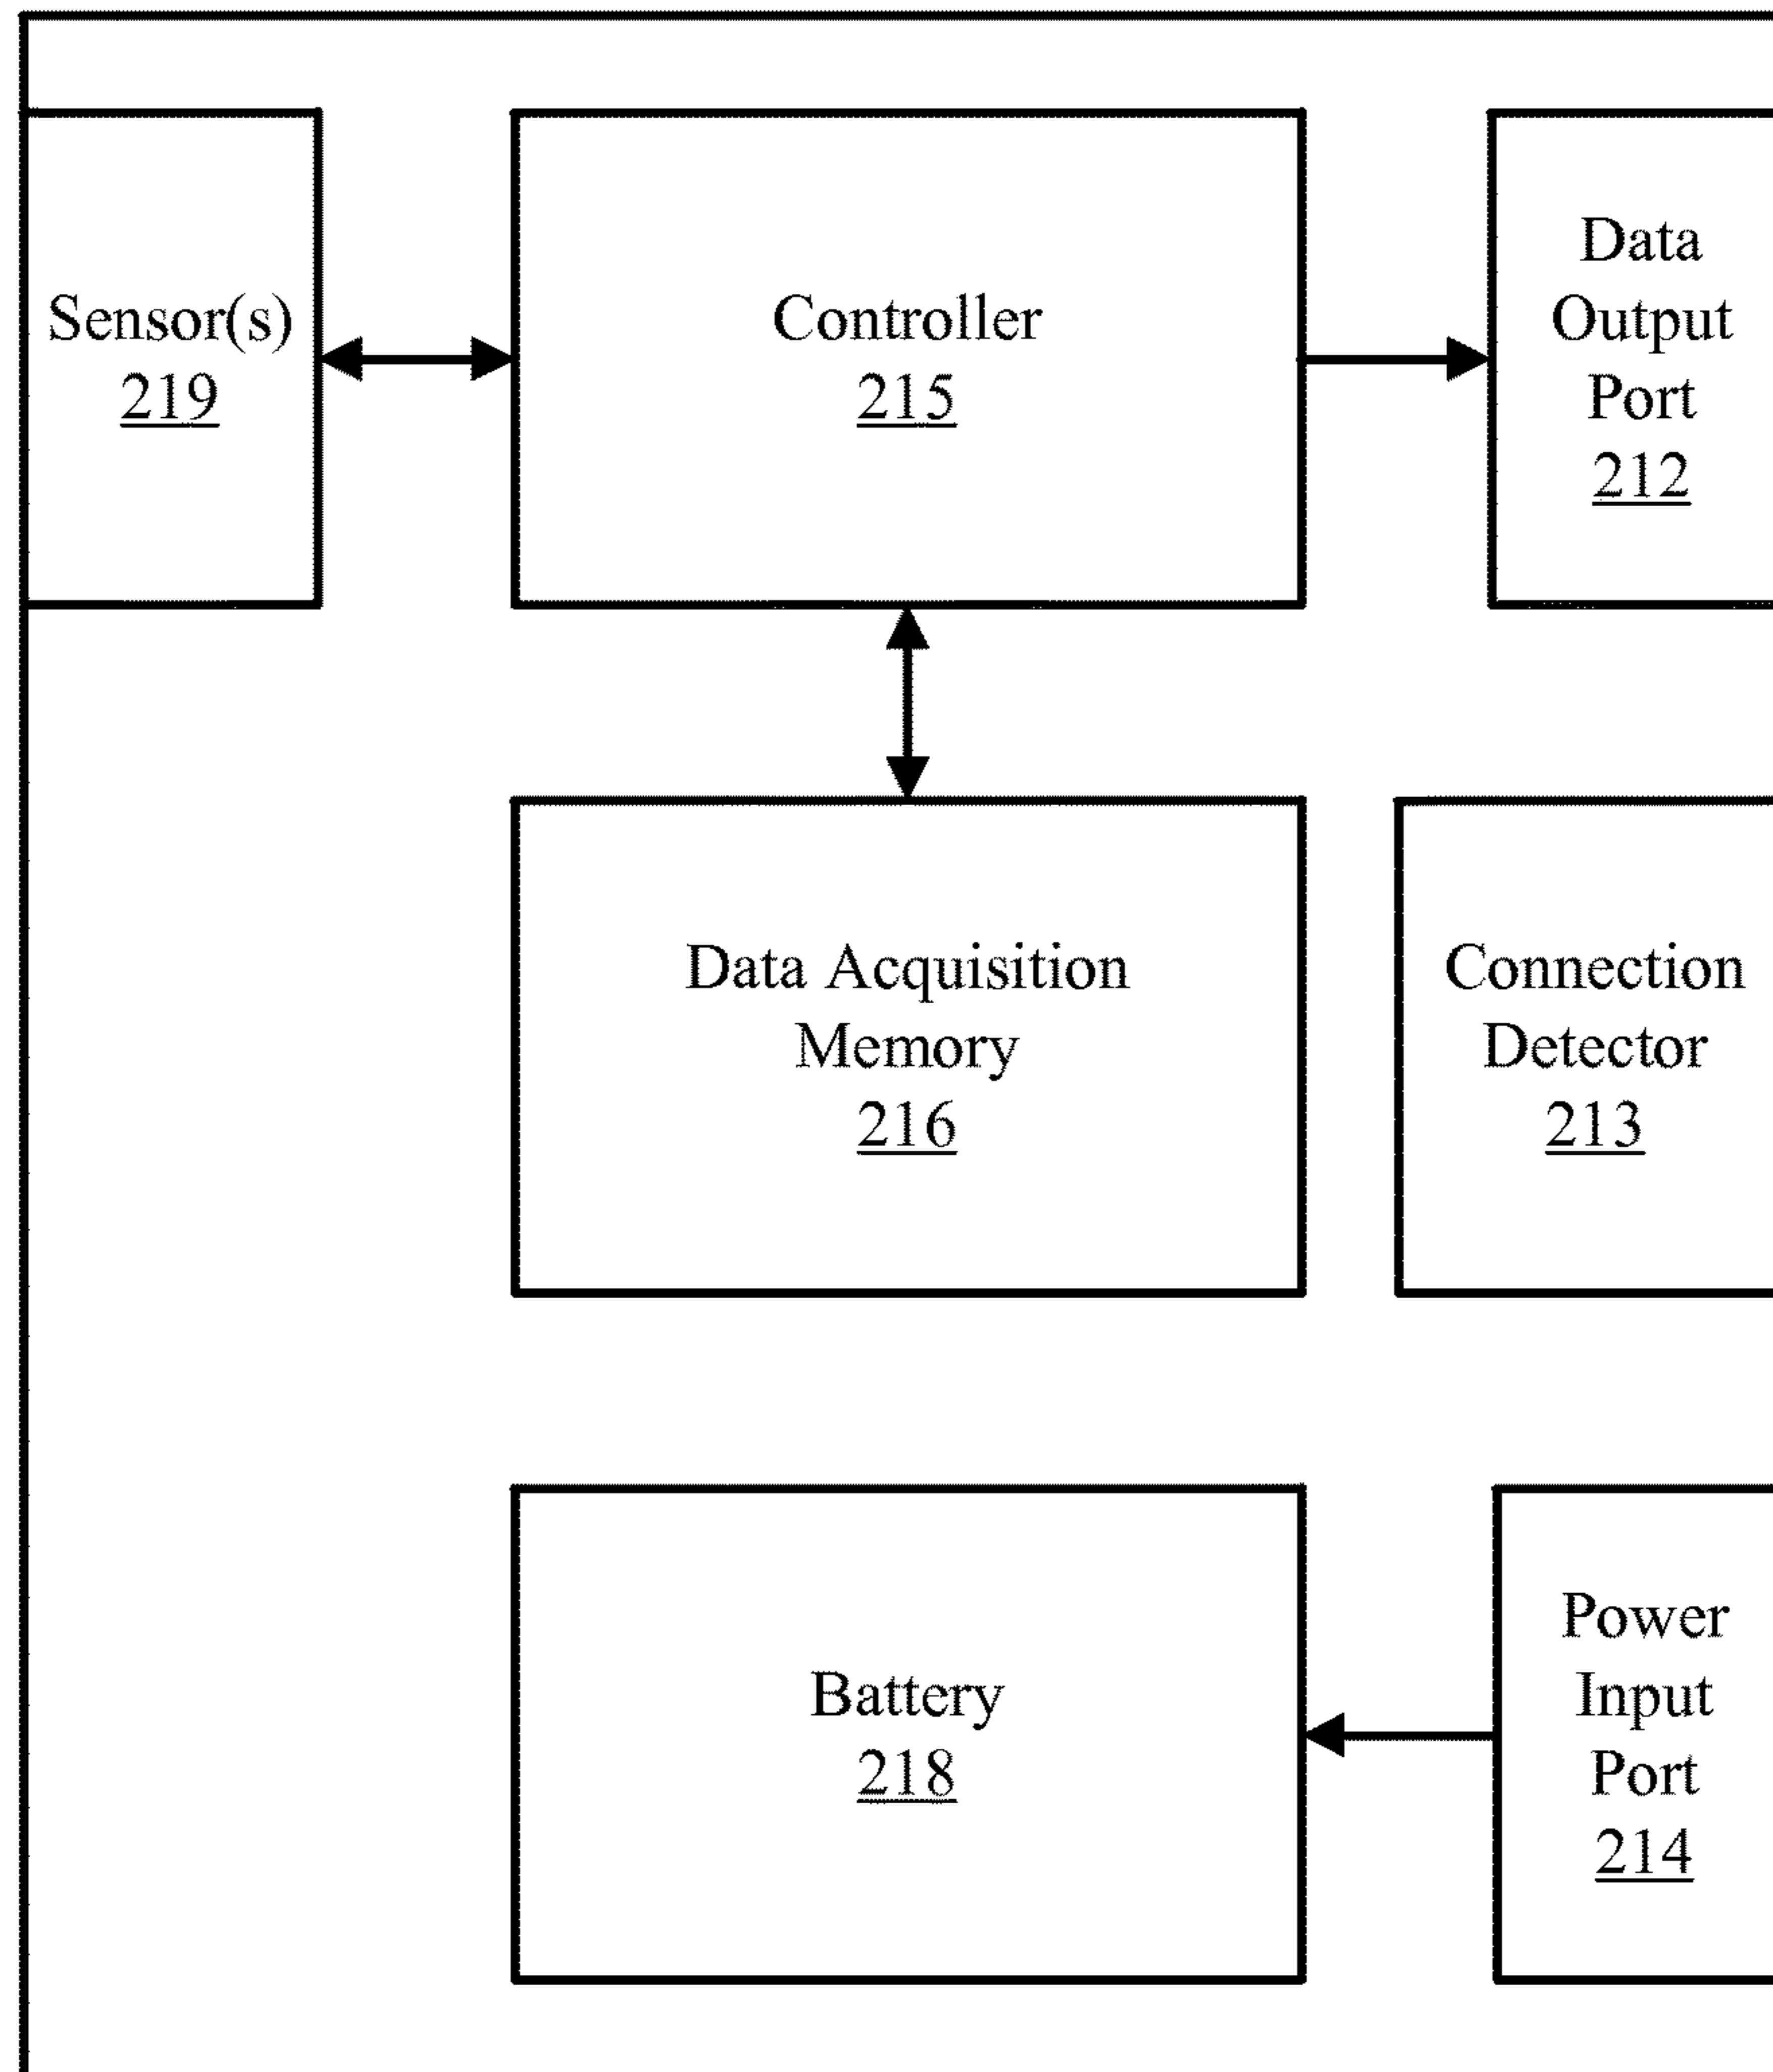 Sensor(s)
219
Controller
215
Data
Output
Port
212
Data Acquisition
Memory
216
Connection
Detector
213
Battery
218
Power
Input
Port
214